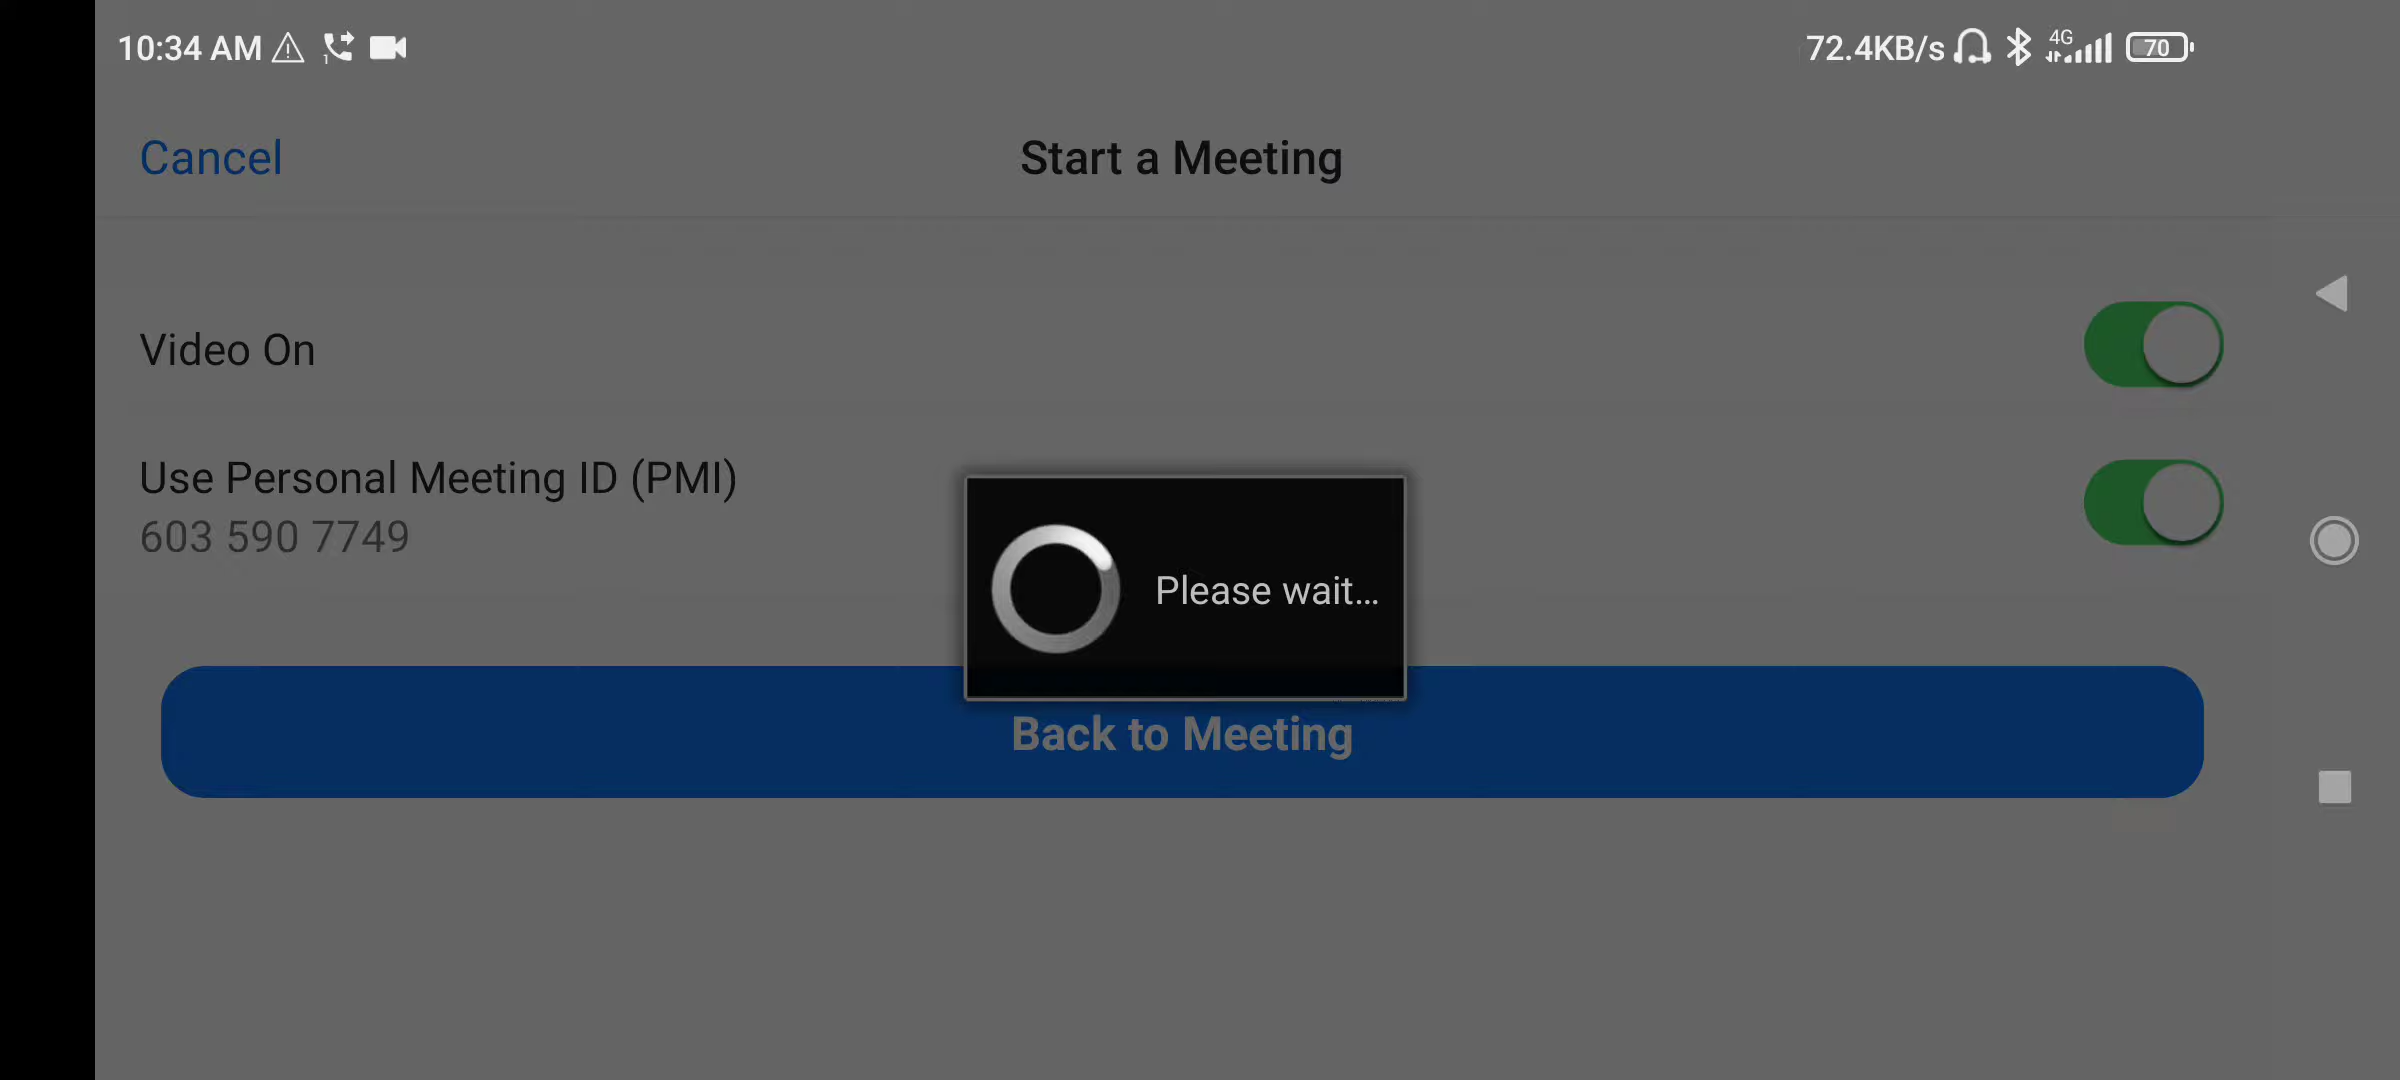 10:34 AM
72.4KB/s 4G 70
Cancel
Start a Meeting
Video On
Use Personal Meeting ID (PMI)
603 590 7749
Please wait...
Back to Meeting